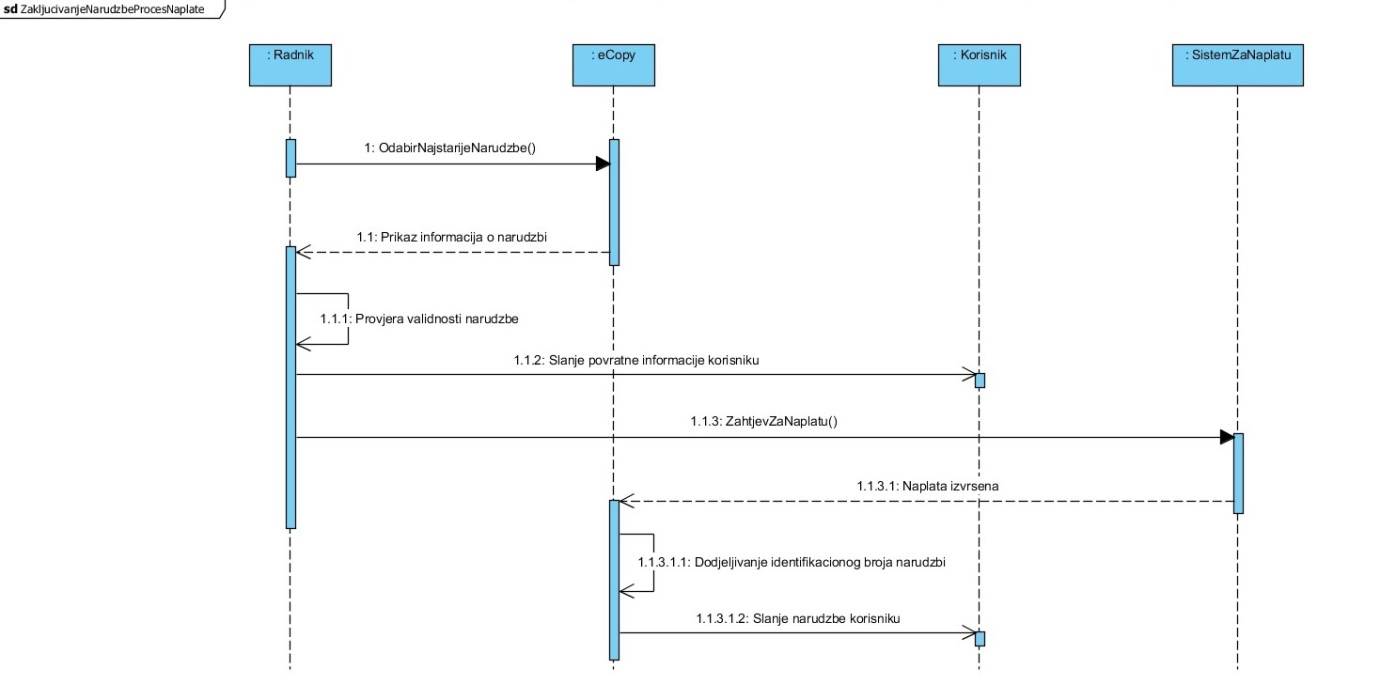 sd ZakljucivanjeNarudzbeProcesNaplate
: Radnik
: eCopy
: Korisnik
: SistemZaNaplatu
1: OdabirNajstarijeNarudzbe()
1.1: Prikaz informacija o narudzbi
1.1.1: Provjera validnosti narudzbe
1.1.2: Slanje povratne informacije korisniku
1.1.3: ZahtjevZaNaplatu()
1.1.3.1: Naplata izvrsena
1.1.3.1.1: Dodjeljivanje identifikacionog broja narudzbi
1.1.3.1.2: Slanje narudzbe korisniku